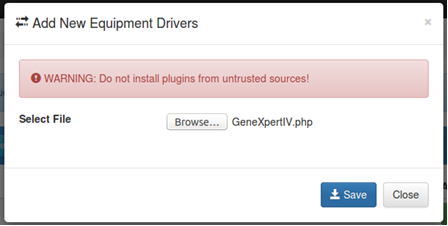 Add New Equipment Drivers
×
WARNING: Do not install plugins from untrusted sources!
Select File
Browse... GeneXpertIV.php
Save Close